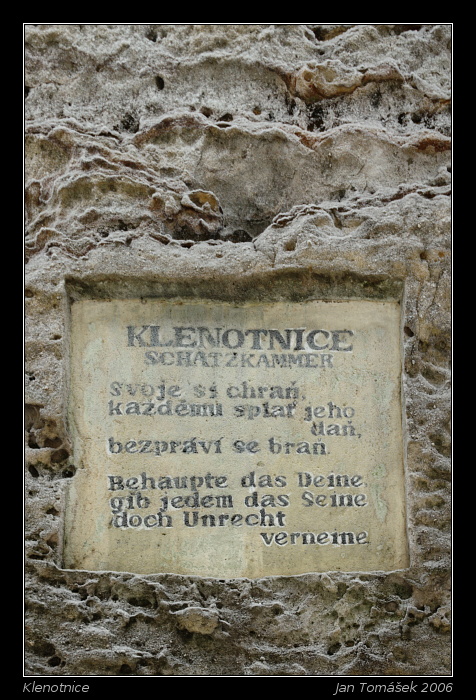 KLENOTNICE
SCHATZKAMMER
Svoje si chraň,
každému splať jeho
daň,
bezpráví se braň.
Behaupte das Deine,
gib jedem das Seine
doch Unrecht
verneine.
Klenotnice
Jan Tomášek 2006